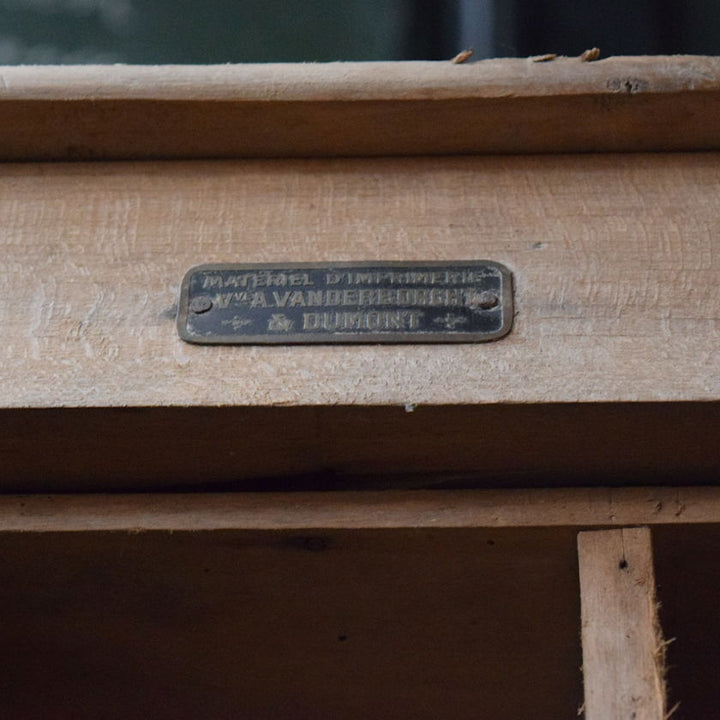 MATERIEL D'IMPRIMERIE
Vve A. VANDERBORGHT
& DUMONT